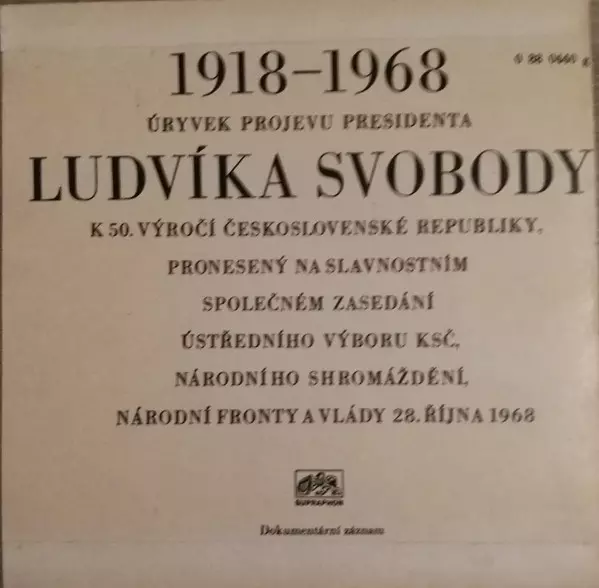 1918–1968
ÚRYVEK PROJEVU PRESIDENTA
LUDVÍKA SVOBODY
K 50. VÝROČÍ ČESKOSLOVENSKÉ REPUBLIKY,
PRONESENÝ NA SLAVNOSTNÍM
SPOLEČNÉM ZASEDÁNÍ
ÚSTŘEDNÍHO VÝBORU KSČ,
NÁRODNÍHO SHROMÁŽDĚNÍ,
NÁRODNÍ FRONTY A VLÁDY 28. ŘÍJNA 1968
SUPRAPHON
Dokumentární záznam